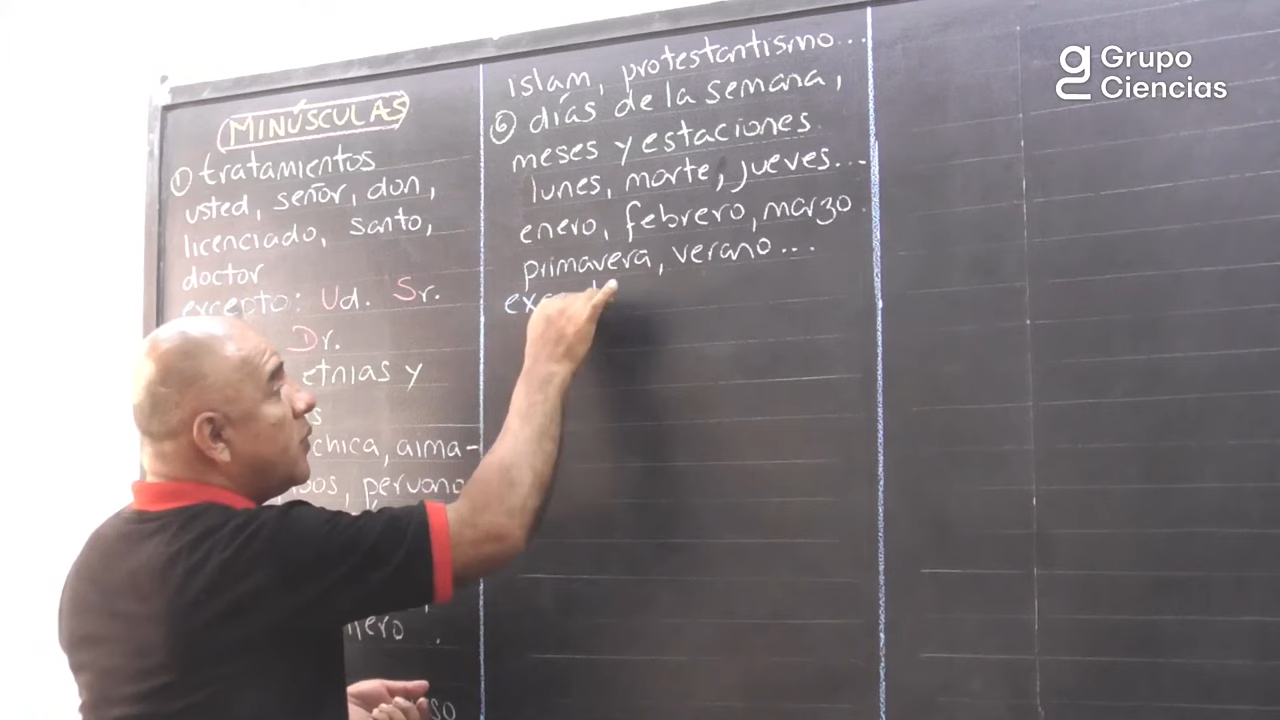 MINÚSCULAS
① tratamientos
usted, señor, don,
licenciado, santo,
doctor
excepto: Ud. Sr.
Dr.
etnias y
chica, aima-
peruano
islam, protestantismo...
⑥ días de la semana,
meses y estaciones
lunes, marte, jueves...
enero, febrero, marzo.
primavera, verano...
Grupo
Ciencias